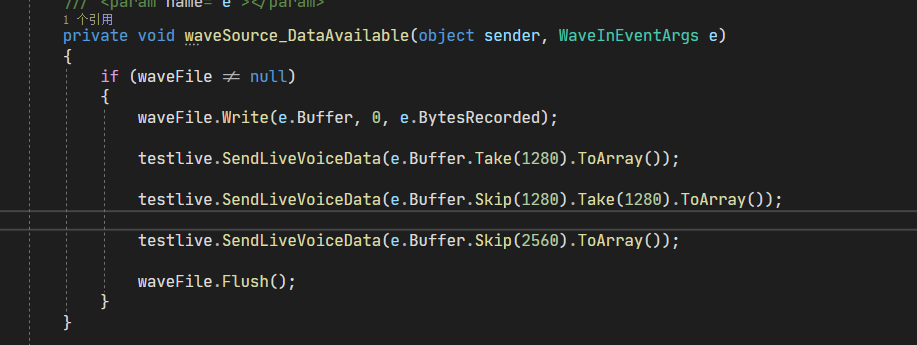 /// <param name="e"></param>
1 个引用
private void waveSource_DataAvailable(object sender, WaveInEventArgs e)
{
if (waveFile ≠ null)
{
waveFile.Write(e.Buffer, 0, e.BytesRecorded);
testlive.SendLiveVoiceData(e.Buffer.Take(1280).ToArray());
testlive.SendLiveVoiceData(e.Buffer.Skip(1280).Take(1280).ToArray());
testlive.SendLiveVoiceData(e.Buffer.Skip(2560).ToArray());
waveFile.Flush();
}
}